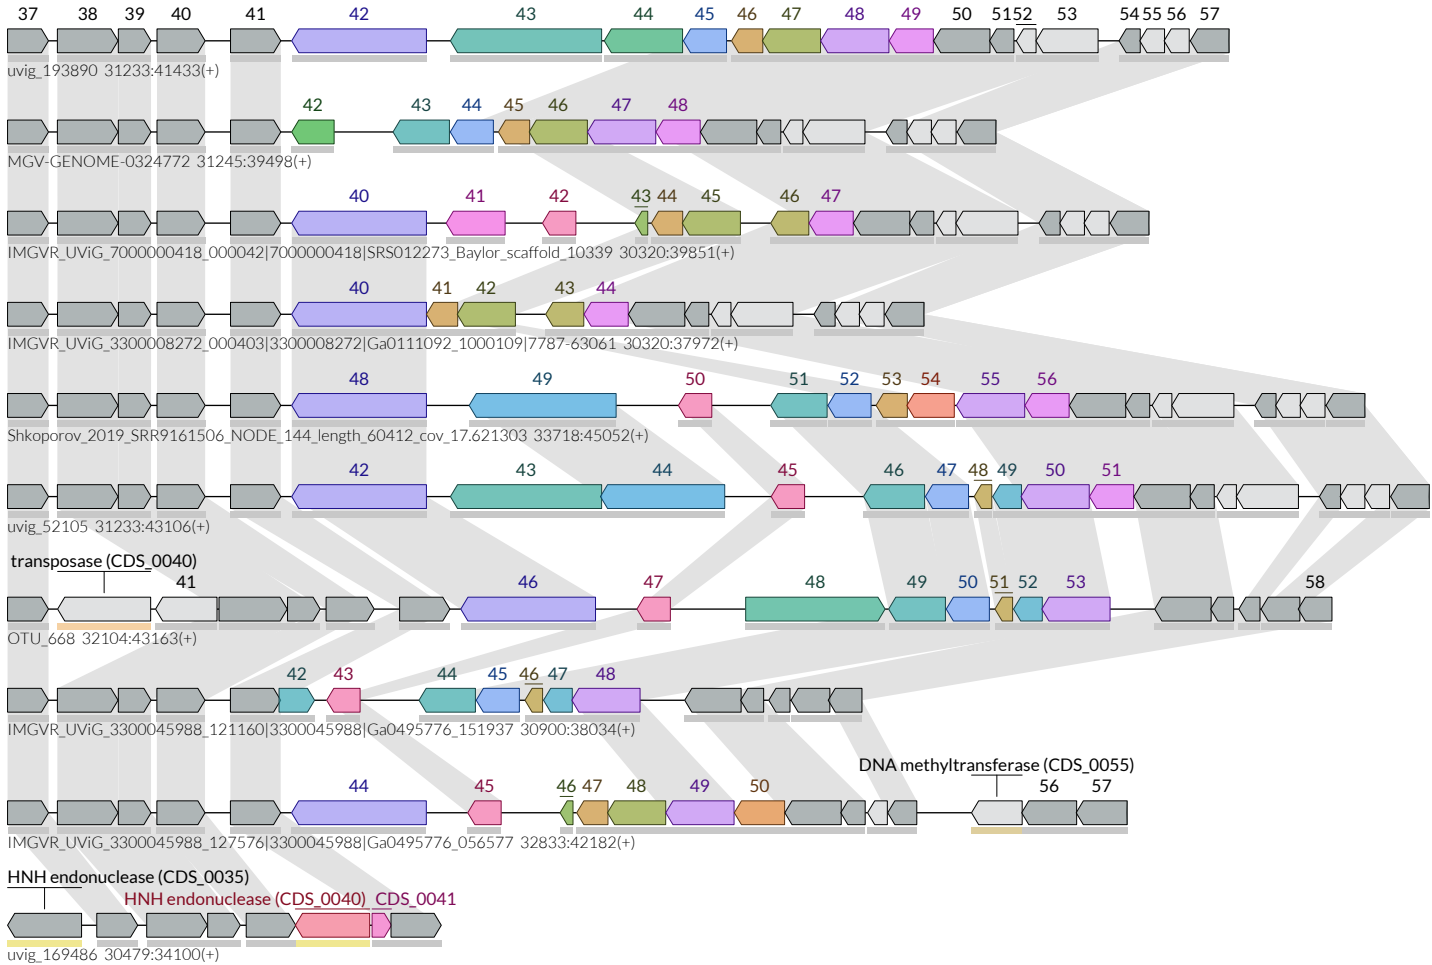 37 38 39 40 41 42 43 44 45 46 47 48 49 50 51 52 53 54 55 56 57
uvig_193890 31233:41433(+)
42 43 44 45 46 47 48
MGV-GENOME-0324772 31245:39498(+)
40 41 42 43 44 45 46 47
IMGVR_UViG_7000000418_000042|7000000418|SRS012273_Baylor_scaffold_10339 30320:39851(+)
40 41 42 43 44
IMGVR_UViG_3300008272_000403|3300008272|Ga0111092_1000109|7787-63061 30320:37972(+)
48 49 50 51 52 53 54 55 56
Shkoporov_2019_SRR9161506_NODE_144_length_60412_cov_17.621303 33718:45052(+)
42 43 44 45 46 47 48 49 50 51
uvig_52105 31233:43106(+)
transposase (CDS_0040)
41 46 47 48 49 50 51 52 53 58
OTU_668 32104:43163(+)
42 43 44 45 46 47 48
IMGVR_UViG_3300045988_121160|3300045988|Ga0495776_151937 30900:38034(+)
DNA methyltransferase (CDS_0055)
44 45 46 47 48 49 50 56 57
IMGVR_UViG_3300045988_127576|3300045988|Ga0495776_056577 32833:42182(+)
HNH endonuclease (CDS_0035)
HNH endonuclease (CDS_0040) CDS_0041
uvig_169486 30479:34100(+)